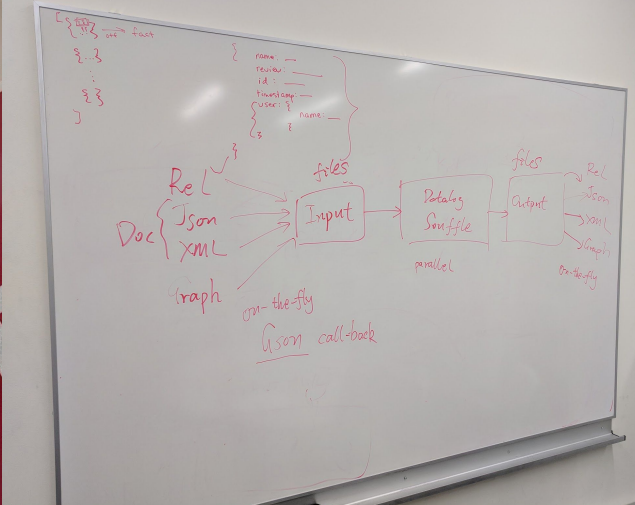 [ {
} → fast
off
{...}
:
{ }
]
{
name: —
review: —
id: —
timestamp: —
user: {
name: —
}
}
Rel ✓
Doc { Json
XML
Graph
on-the-fly
Gson call-back
files
Input
Datalog
Souffle
parallel
files
Output
Rel
Json
XML
Graph
on-the-fly